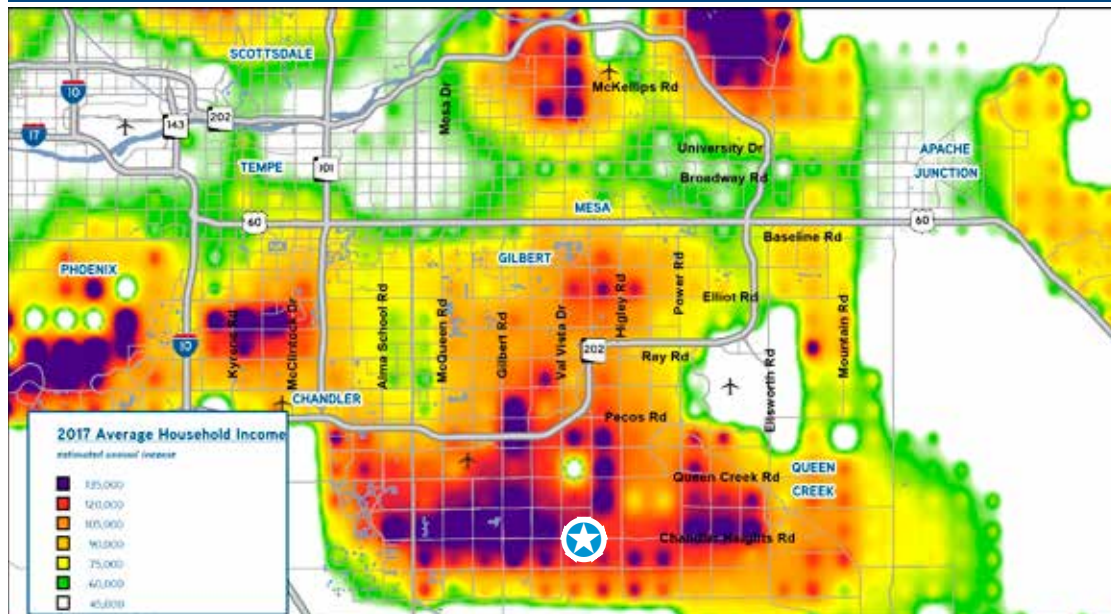 SCOTTSDALE
10
McKellips Rd
Mesa Dr
17
143
202
University Dr
APACHE
JUNCTION
TEMPE
101
Broadway Rd
MESA
60
60
Baseline Rd
GILBERT
PHOENIX
Power Rd
Higley Rd
Elliot Rd
Alma School Rd
McQueen Rd
Gilbert Rd
Val Vista Dr
Kyrene Rd
McClintock Dr
Mountain Rd
Ellsworth Rd
10
202
Ray Rd
CHANDLER
Pecos Rd
2017 Average Household Income
estimated annual income
135,000
120,000
105,000
90,000
75,000
60,000
45,000
Queen Creek Rd
QUEEN
CREEK
Chandler Heights Rd